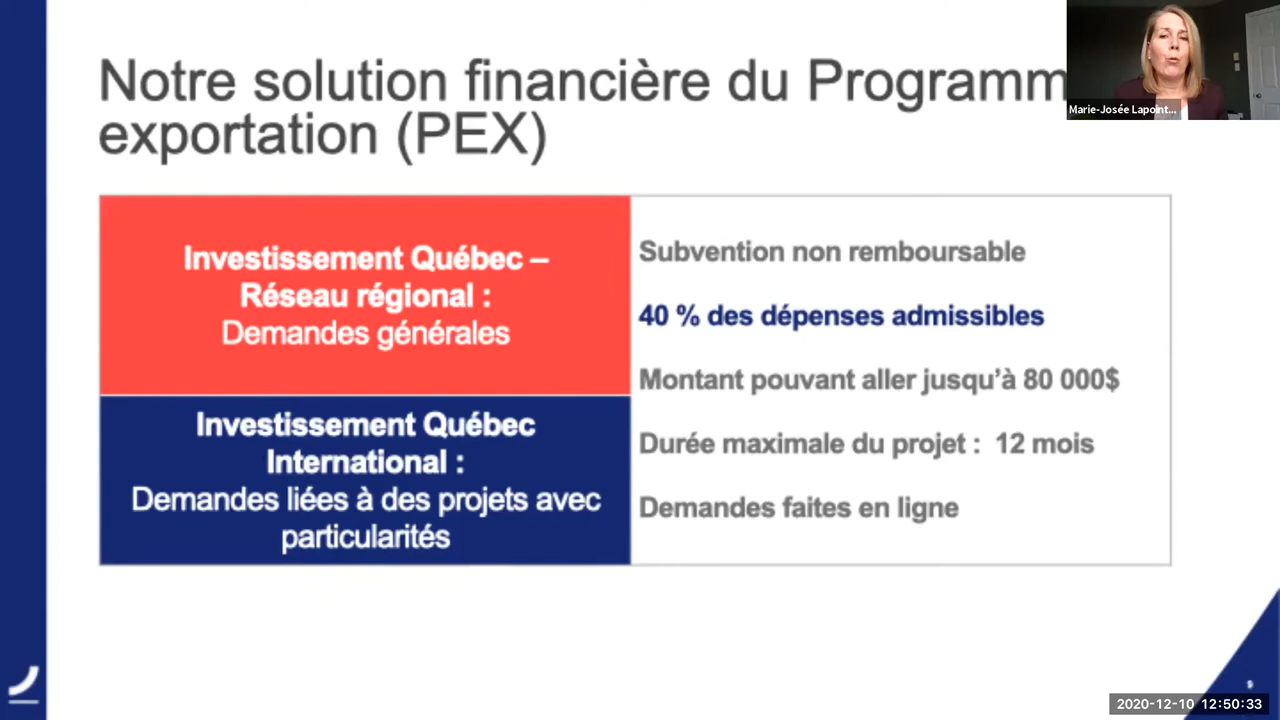 Notre solution financière du Programm
exportation (PEX)
Marie-Josée Lapoint...
Investissement Québec –
Réseau régional :
Demandes générales
Investissement Québec
International :
Demandes liées à des projets avec
particularités
Subvention non remboursable
40 % des dépenses admissibles
Montant pouvant aller jusqu’à 80 000$
Durée maximale du projet : 12 mois
Demandes faites en ligne
9
2020-12-10 12:50:33